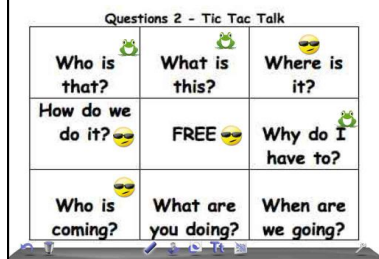 Questions 2 - Tic Tac Talk
Who is
that?
What is
this?
Where is
it?
How do we
do it?
FREE
Why do I
have to?
Who is
coming?
What are
you doing?
When are
we going?